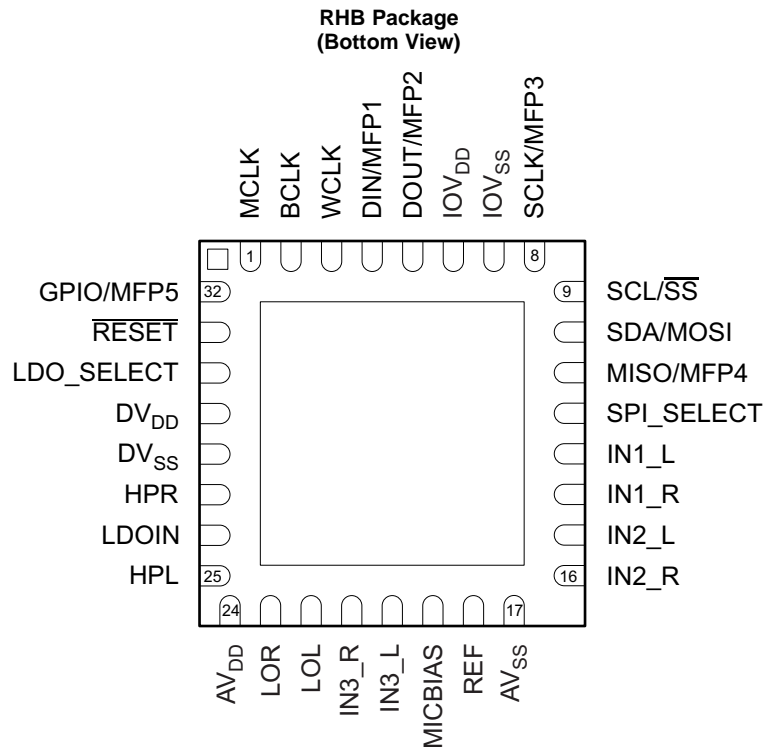 RHB Package
(Bottom View)
MCLK
BCLK
WCLK
DIN/MFP1
DOUT/MFP2
IOVDD
IOVSS
SCLK/MFP3
1
8
GPIO/MFP5
32
RESET
LDO_SELECT
DVDD
DVSS
HPR
LDOIN
HPL
25
9
SCL/SS
SDA/MOSI
MISO/MFP4
SPI_SELECT
IN1_L
IN1_R
IN2_L
16
IN2_R
24
17
AVDD
LOR
LOL
IN3_R
IN3_L
MICBIAS
REF
AVSS